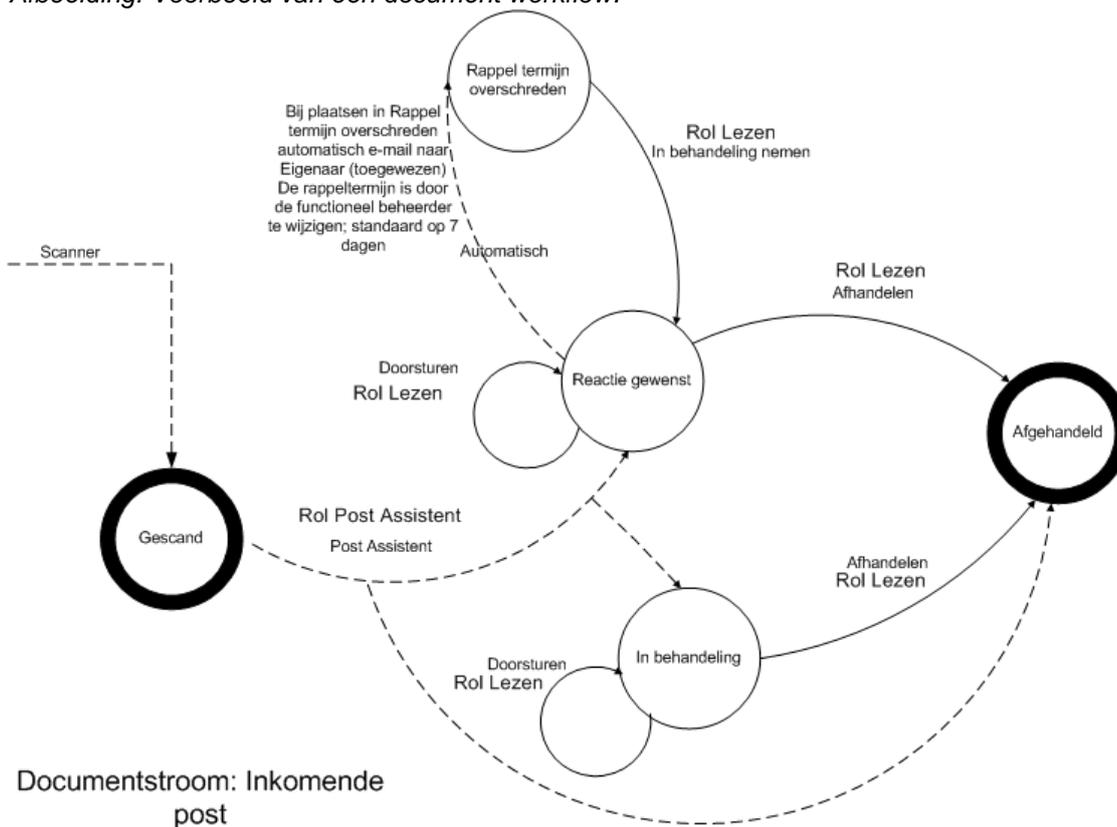 Afbeelding: Voorbeeld van een document workflow.
Rappel termijn
overschreden
Bij plaatsen in Rappel
termijn overschreden
automatisch e-mail naar
Eigenaar (toegewezen)
De rappeltermijn is door
de functioneel beheerder
te wijzigen; standaard op 7
dagen
Rol Lezen
In behandeling nemen
Automatisch
Scanner
Rol Lezen
Afhandelen
Doorsturen
Rol Lezen
Reactie gewenst
Afgehandeld
Gescand
Rol Post Assistent
Post Assistent
Afhandelen
Rol Lezen
In behandeling
Doorsturen
Rol Lezen
Documentstroom: Inkomende
post